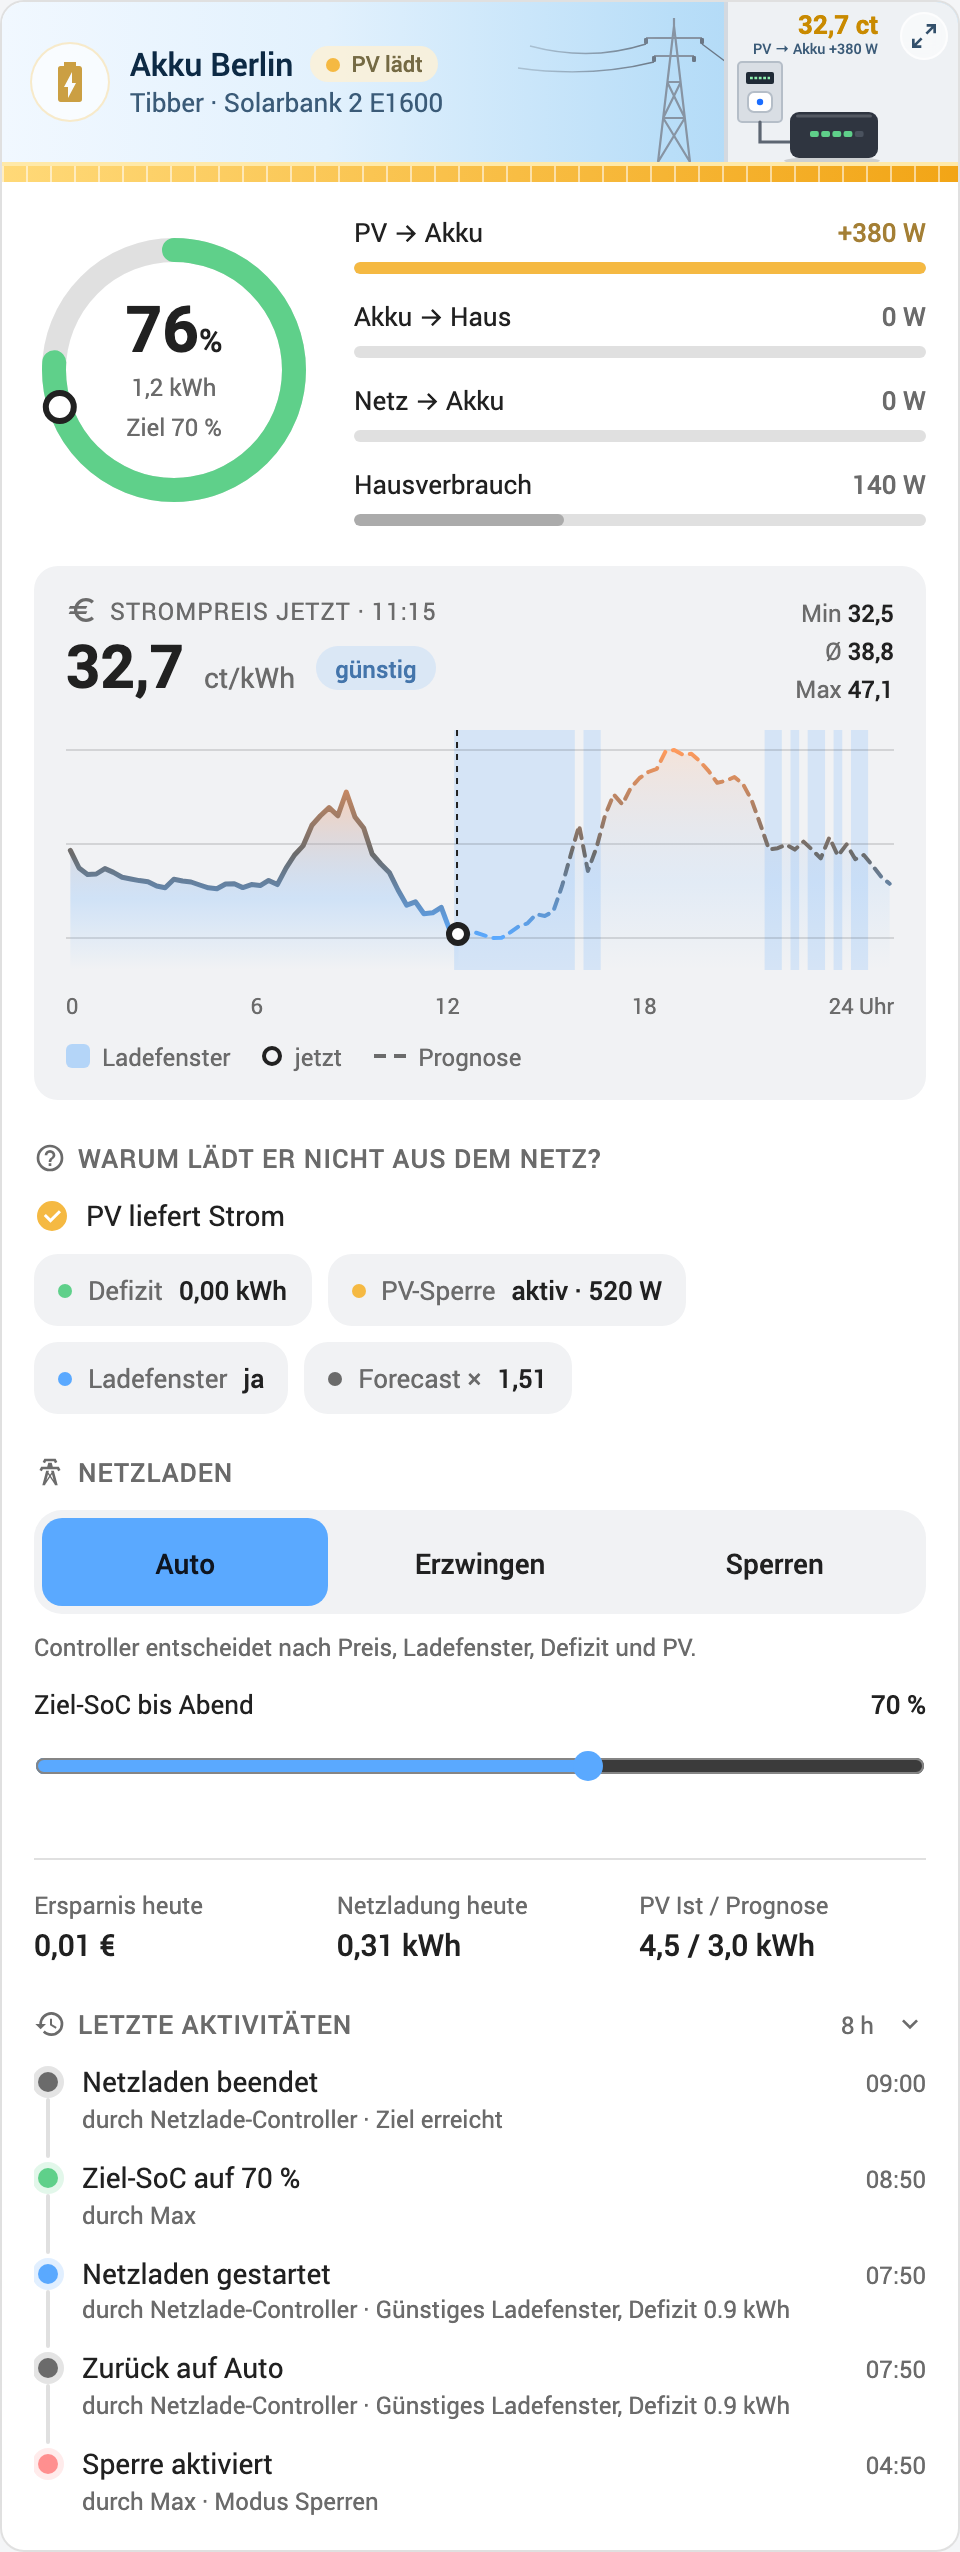 Akku Berlin
PV lädt
Tibber · Solarbank 2 E1600
32,7 ct
PV → Akku +380 W
76%
1,2 kWh
Ziel 70 %
PV → Akku +380 W
Akku → Haus 0 W
Netz → Akku 0 W
Hausverbrauch 140 W
STROMPREIS JETZT · 11:15
32,7 ct/kWh günstig
Min 32,5
Ø 38,8
Max 47,1
0 6 12 18 24 Uhr
Ladefenster jetzt Prognose
WARUM LÄDT ER NICHT AUS DEM NETZ?
PV liefert Strom
Defizit 0,00 kWh PV-Sperre aktiv · 520 W
Ladefenster ja Forecast × 1,51
NETZLADEN
Auto Erzwingen Sperren
Controller entscheidet nach Preis, Ladefenster, Defizit und PV.
Ziel-SoC bis Abend 70 %
Ersparnis heute Netzladung heute PV Ist / Prognose
0,01 € 0,31 kWh 4,5 / 3,0 kWh
LETZTE AKTIVITÄTEN 8 h
Netzladen beendet 09:00
durch Netzlade-Controller · Ziel erreicht
Ziel-SoC auf 70 % 08:50
durch Max
Netzladen gestartet 07:50
durch Netzlade-Controller · Günstiges Ladefenster, Defizit 0.9 kWh
Zurück auf Auto 07:50
durch Netzlade-Controller · Günstiges Ladefenster, Defizit 0.9 kWh
Sperre aktiviert 04:50
durch Max · Modus Sperren